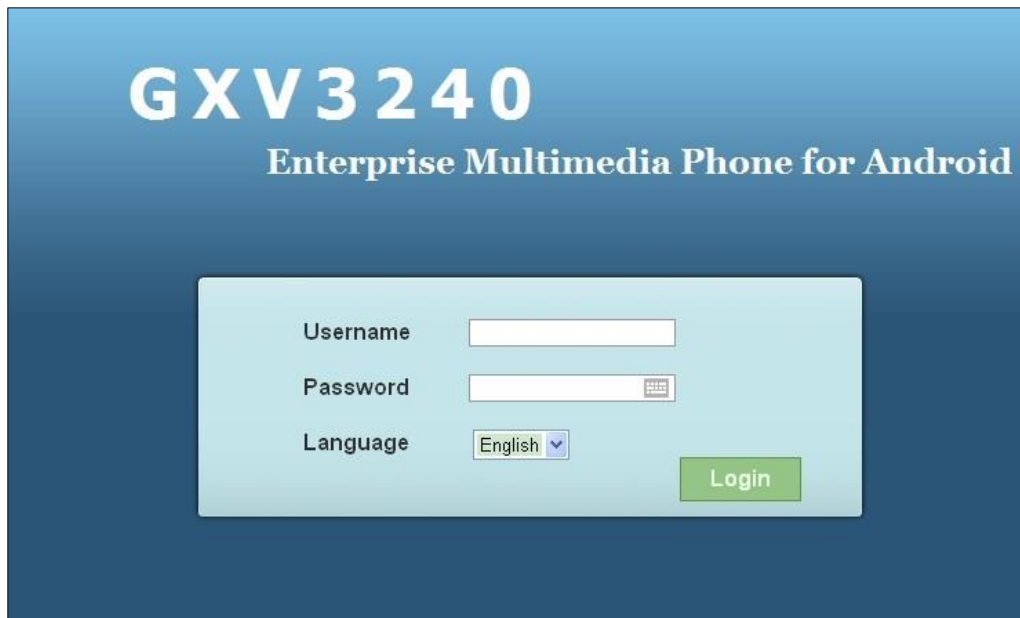 GXV3240
Enterprise Multimedia Phone for Android
Username
Password
Language English
Login